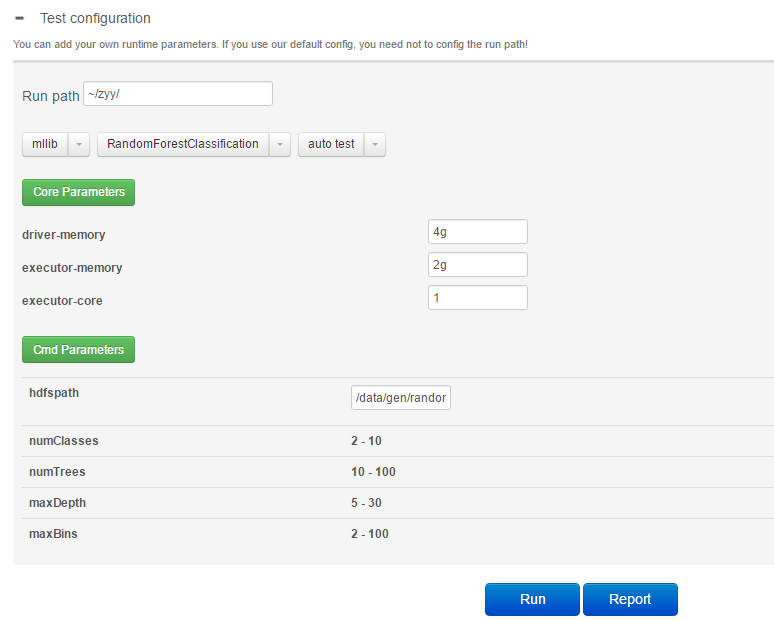 Test configuration
You can add your own runtime parameters. If you use our default config, you need not to config the run path!
Run path ~/zyy/
mllib RandomForestClassification auto test
Core Parameters
driver-memory 4g
executor-memory 2g
executor-core 1
Cmd Parameters
hdfspath /data/gen/randor
numClasses 2 - 10
numTrees 10 - 100
maxDepth 5 - 30
maxBins 2 - 100
Run Report